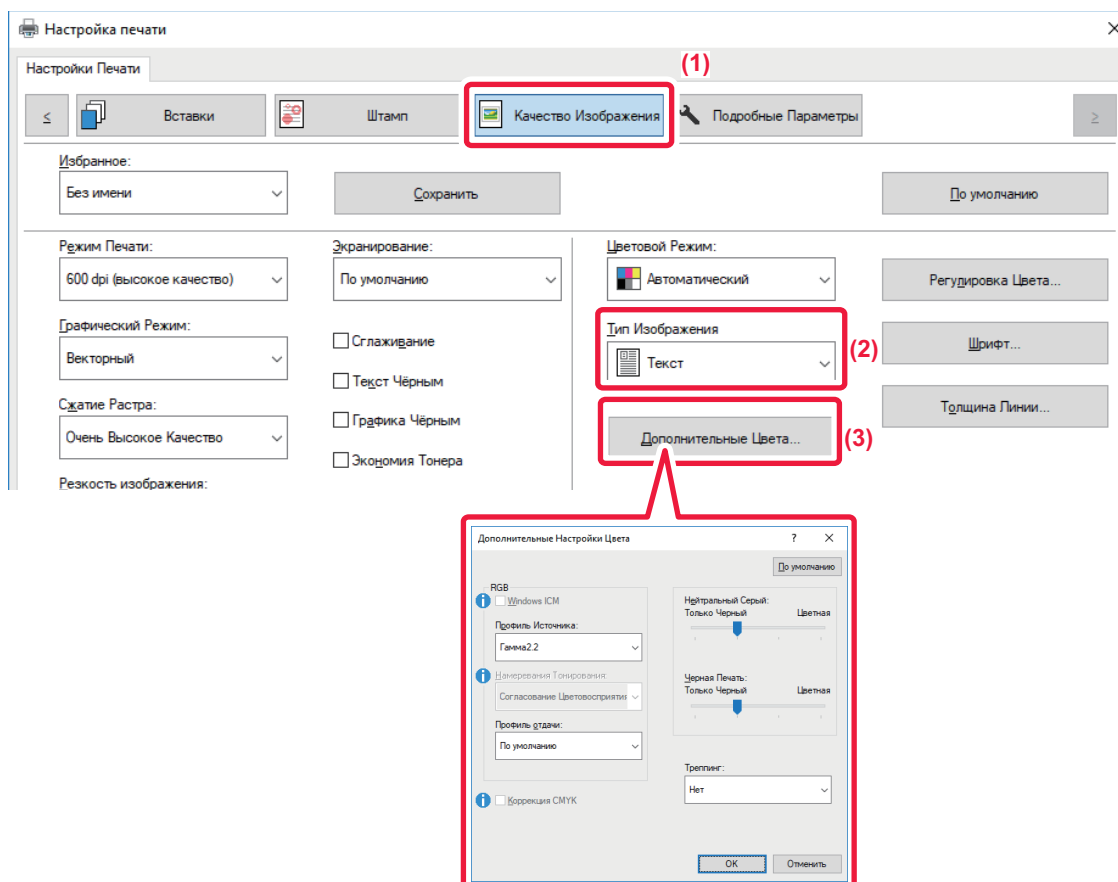 Настройка печати
Настройки Печати
(1)
<
Вставки
Штамп
Качество Изображения
Подробные Параметры
>
Избранное:
Без имени
Сохранить
По умолчанию
Режим Печати:
600 dpi (высокое качество)
Экранирование:
По умолчанию
Цветовой Режим:
Автоматический
Регулировка Цвета...
Графический Режим:
Векторный
Сглаживание
Текст Чёрным
Тип Изображения
Текст
(2)
Шрифт...
Сжатие Растра:
Очень Высокое Качество
Графика Чёрным
Экономия Тонера
Дополнительные Цвета...
(3)
Толщина Линии...
Резкость изображения:
Дополнительные Настройки Цвета
?
По умолчанию
RGB
Windows ICM
Профиль Источника:
Гамма2.2
Намеревания Тонирования:
Согласование Цветовосприятия
Профиль отдачи:
По умолчанию
Коррекция CMYK
Нейтральный Серый:
Только Черный Цветная
Черная Печать:
Только Черный Цветная
Треппинг:
Нет
OK
Отменить